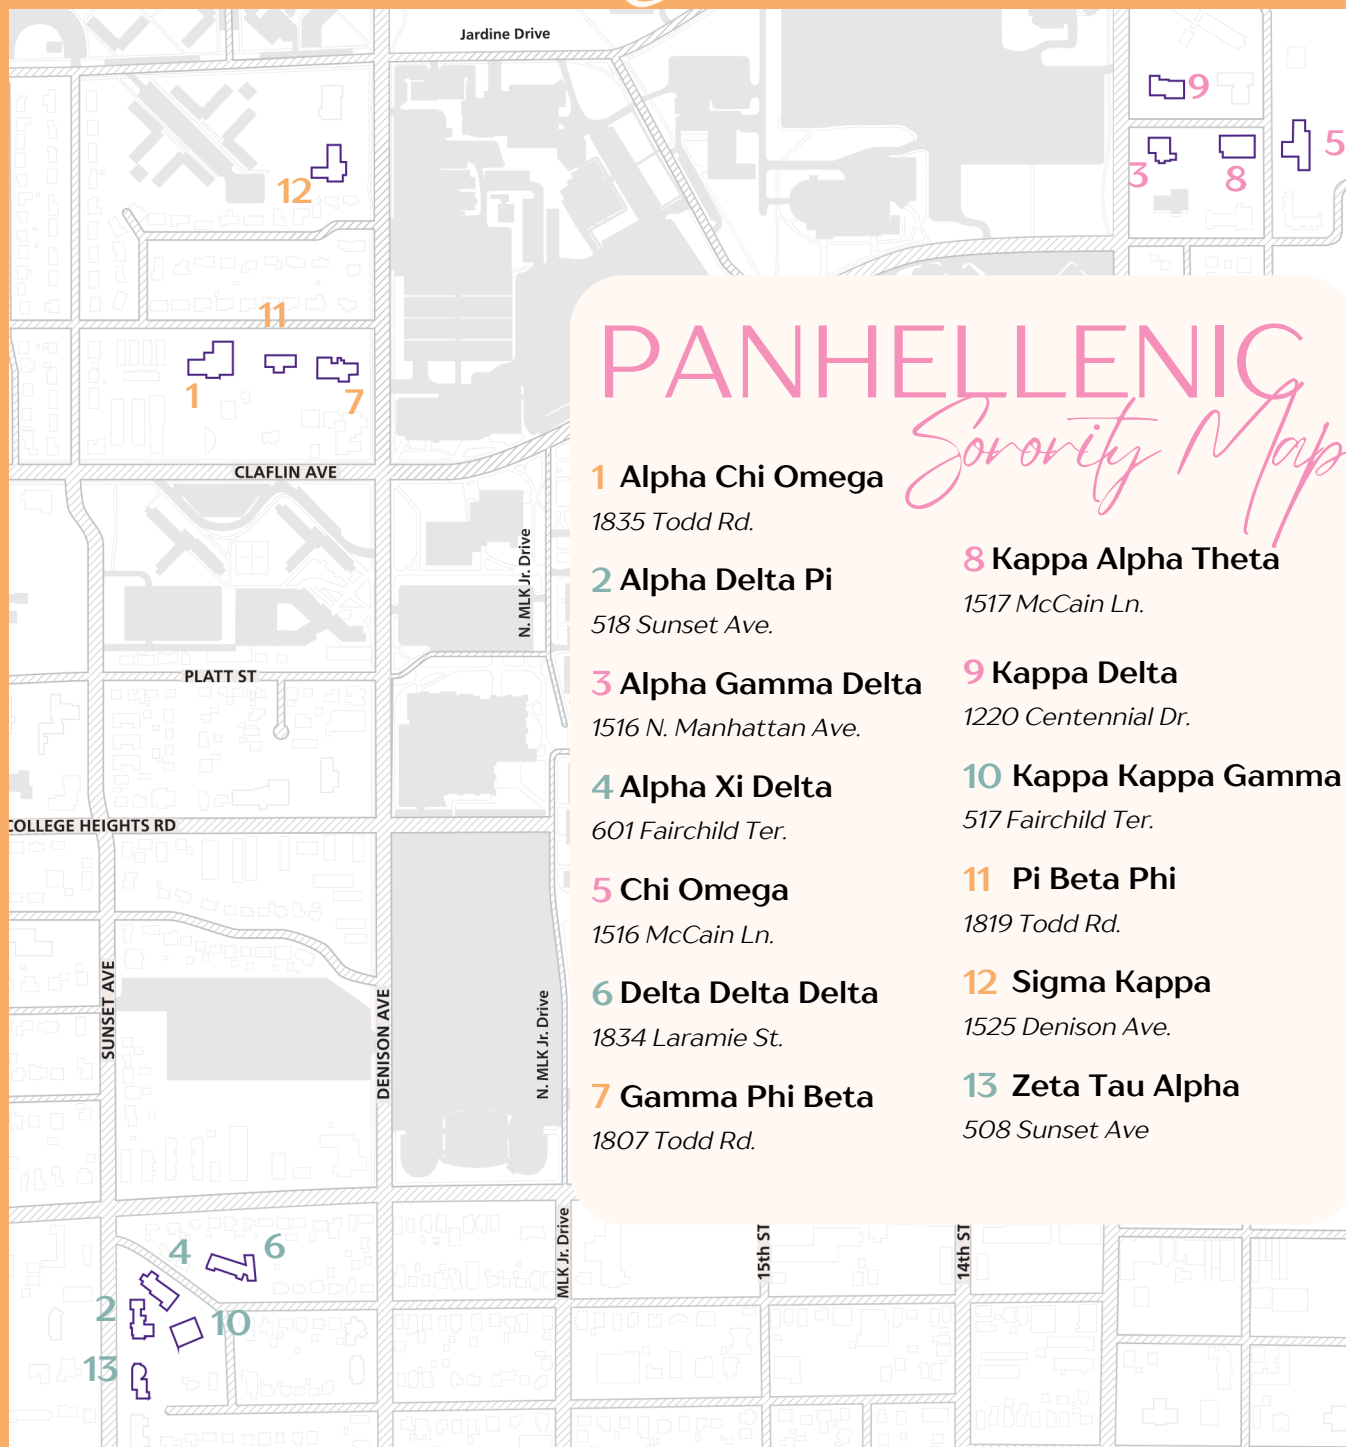 Jardine Drive
9
5
3
8
12
11
1
7
CLAFLIN AVE
N. MLK Jr. Drive
PLATT ST
COLLEGE HEIGHTS RD
SUNSET AVE
DENISON AVE
N. MLK Jr. Drive
MLK Jr. Drive
15th ST
14th ST
4
6
2
10
13
PANHELLENIC
Sorority Map
1 Alpha Chi Omega
1835 Todd Rd.
2 Alpha Delta Pi
518 Sunset Ave.
3 Alpha Gamma Delta
1516 N. Manhattan Ave.
4 Alpha Xi Delta
601 Fairchild Ter.
5 Chi Omega
1516 McCain Ln.
6 Delta Delta Delta
1834 Laramie St.
7 Gamma Phi Beta
1807 Todd Rd.
8 Kappa Alpha Theta
1517 McCain Ln.
9 Kappa Delta
1220 Centennial Dr.
10 Kappa Kappa Gamma
517 Fairchild Ter.
11 Pi Beta Phi
1819 Todd Rd.
12 Sigma Kappa
1525 Denison Ave.
13 Zeta Tau Alpha
508 Sunset Ave